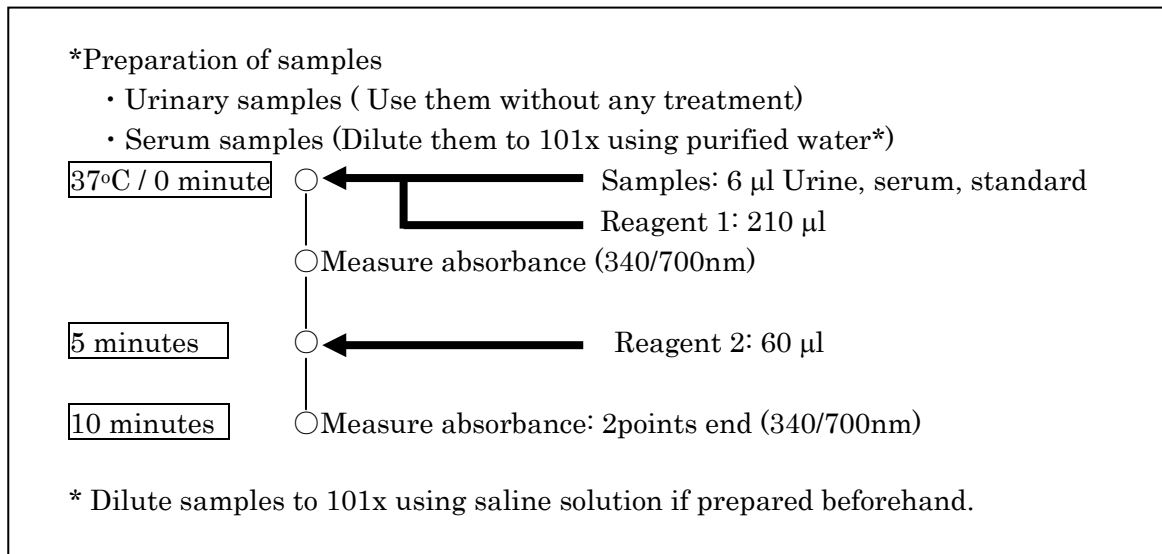 *Preparation of samples
・Urinary samples ( Use them without any treatment)
・Serum samples (Dilute them to 101x using purified water*)
37oC / 0 minute
Samples: 6 μl Urine, serum, standard
Reagent 1: 210 μl
Measure absorbance (340/700nm)
5 minutes
Reagent 2: 60 μl
10 minutes
Measure absorbance: 2points end (340/700nm)
* Dilute samples to 101x using saline solution if prepared beforehand.